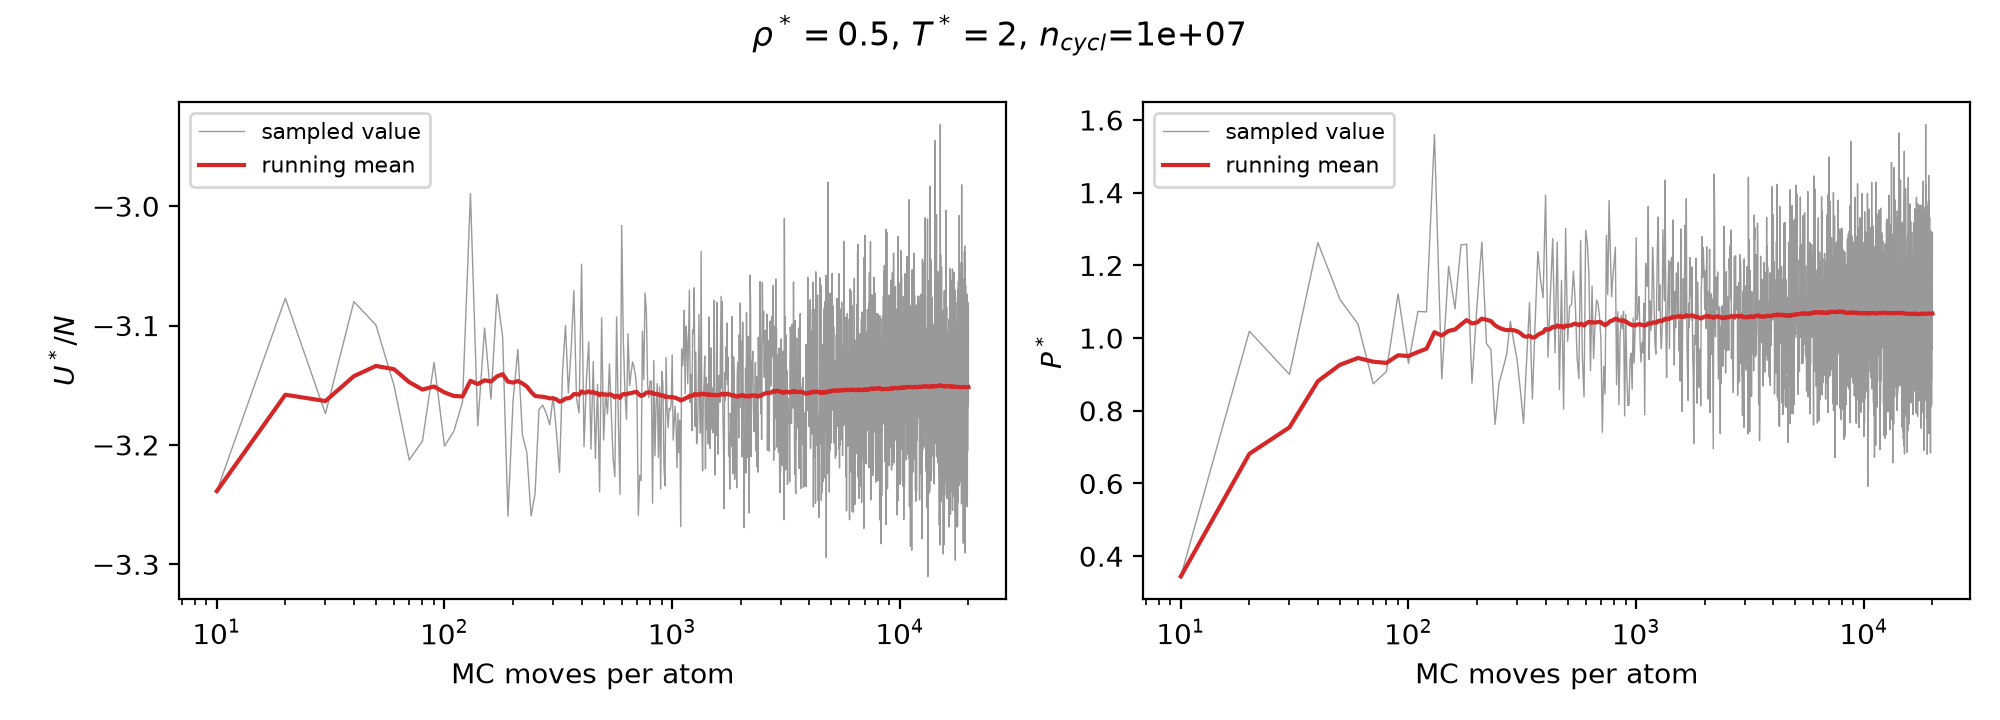 ρ* = 0.5, T* = 2, n_cycl=1e+07
sampled value
running mean
U*/N
−3.0
−3.1
−3.2
−3.3
10¹ 10² 10³ 10⁴
MC moves per atom
sampled value
running mean
P*
1.6
1.4
1.2
1.0
0.8
0.6
0.4
10¹ 10² 10³ 10⁴
MC moves per atom